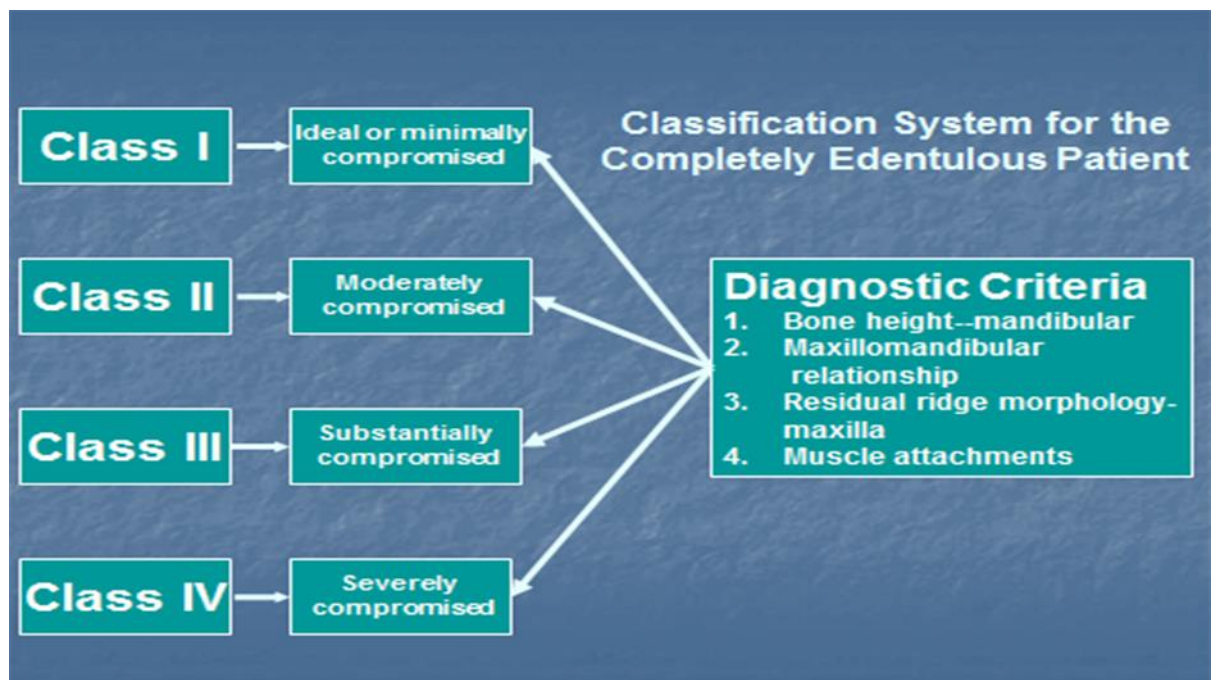 Classification System for the
Completely Edentulous Patient
Class I
Ideal or minimally
compromised
Class II
Moderately
compromised
Class III
Substantially
compromised
Class IV
Severely
compromised
Diagnostic Criteria
1. Bone height--mandibular
2. Maxillomandibular
relationship
3. Residual ridge morphology-
maxilla
4. Muscle attachments